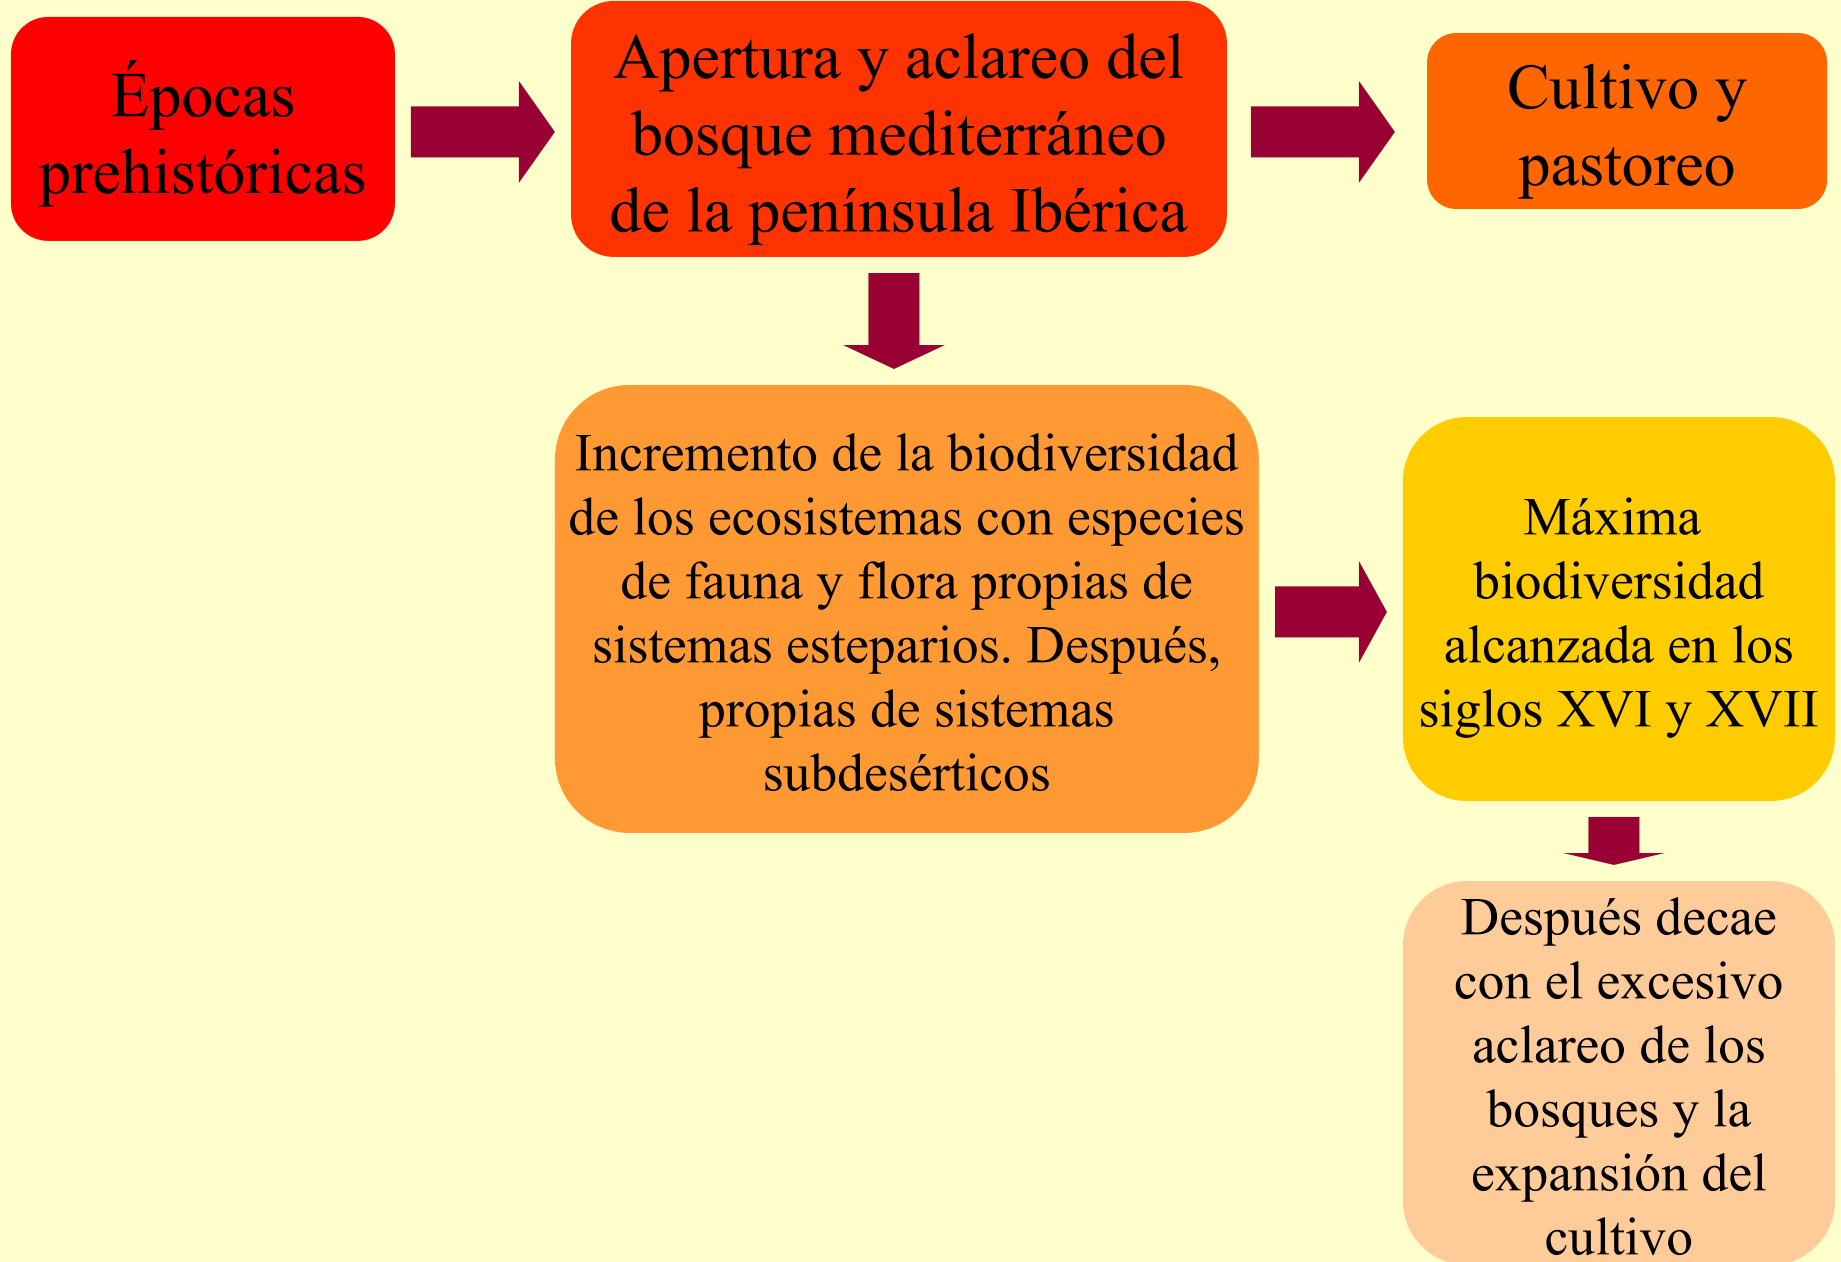 Épocas
prehistóricas
Apertura y aclareo del
bosque mediterráneo
de la península Ibérica
Cultivo y
pastoreo
Incremento de la biodiversidad
de los ecosistemas con especies
de fauna y flora propias de
sistemas esteparios. Después,
propias de sistemas
subdesérticos
Máxima
biodiversidad
alcanzada en los
siglos XVI y XVII
Después decae
con el excesivo
aclareo de los
bosques y la
expansión del
cultivo